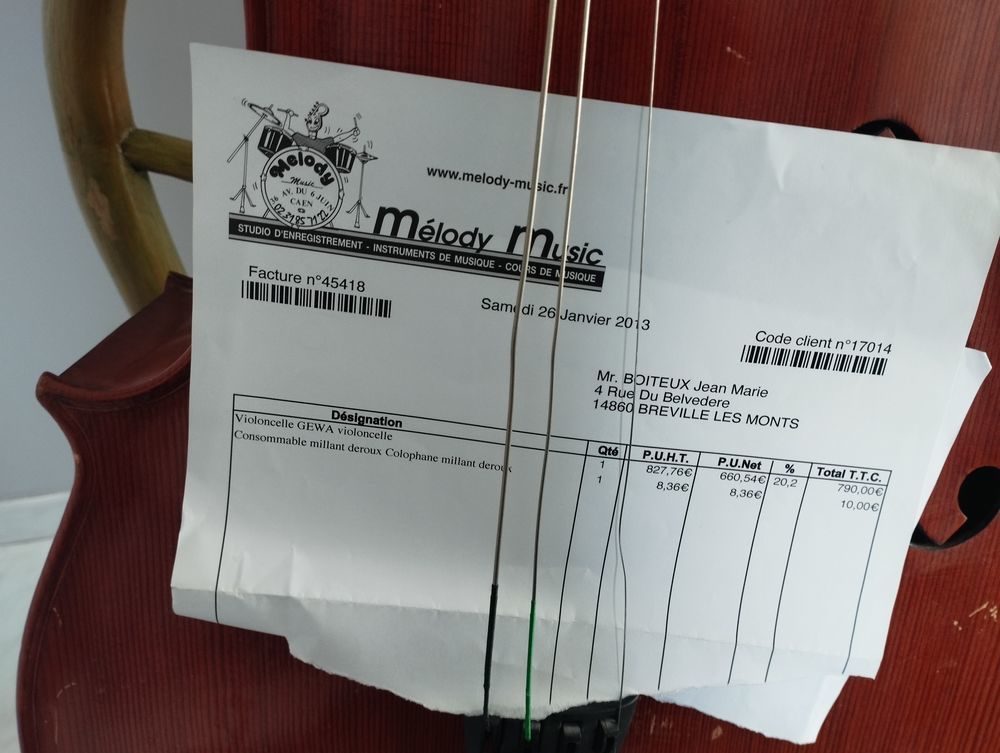 Melody
Music
AV. DU 6 JUIN
CAEN
www.melody-music.fr
mélody music
STUDIO D'ENREGISTREMENT - INSTRUMENTS DE MUSIQUE - COURS DE MUSIQUE
Facture n°45418
Samedi 26 Janvier 2013
Code client n°17014
Mr. BOITEUX Jean Marie
4 Rue Du Belvedere
14860 BREVILLE LES MONTS
Désignation Qté P.U.H.T. P.U.Net % Total T.T.C.
Violoncelle GEWA violoncelle 1 827,76€ 660,54€ 20,2 790,00€
Consommable millant deroux Colophane millant deroux 1 8,36€ 8,36€ 10,00€